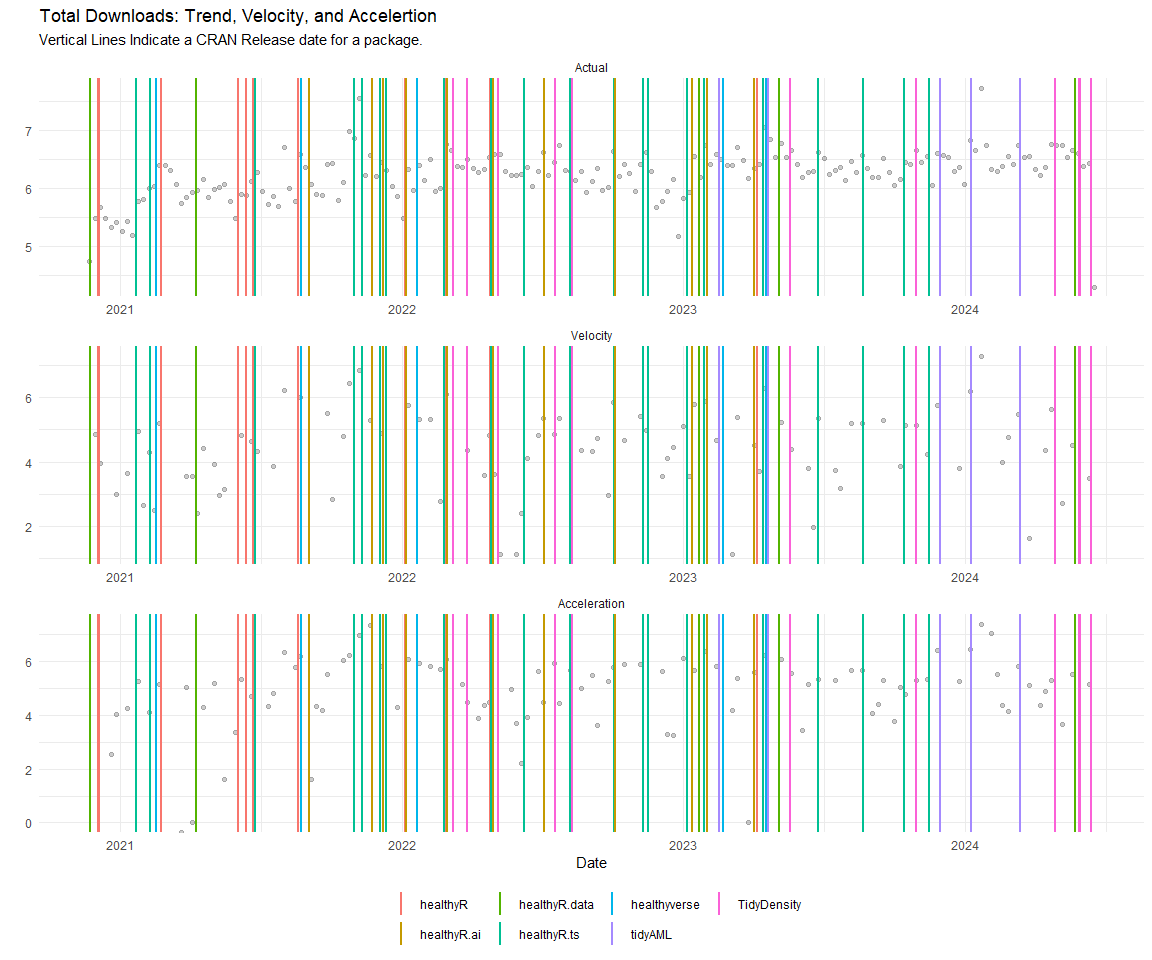 Total Downloads: Trend, Velocity, and Accelertion
Vertical Lines Indicate a CRAN Release date for a package.
Actual
7
6
5
2021 2022 2023 2024
Velocity
6
4
2
2021 2022 2023 2024
Acceleration
6
4
2
0
2021 2022 2023 2024
Date
healthyR healthyR.data healthyverse TidyDensity
healthyR.ai healthyR.ts tidyAML